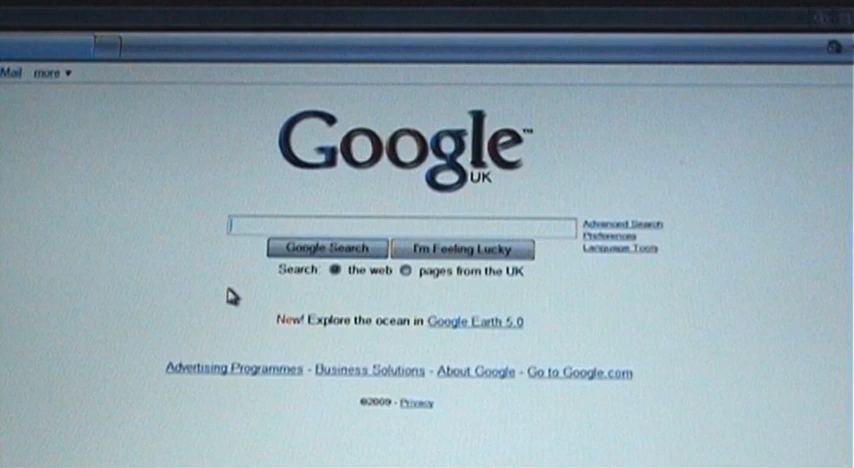 Mail more ▼
Google™
UK
Advanced Search
Preferences
Language Tools
Google Search I'm Feeling Lucky
Search: the web pages from the UK
New! Explore the ocean in Google Earth 5.0
Advertising Programmes - Business Solutions - About Google - Go to Google.com
©2009 - Privacy